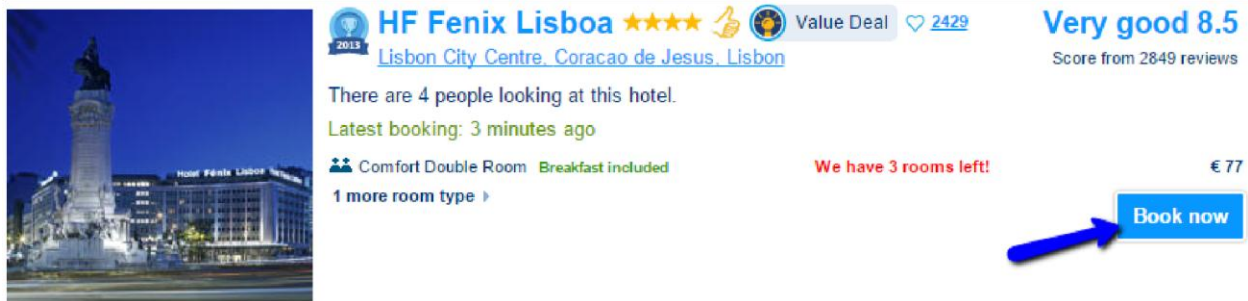 HF Fenix Lisboa Value Deal 2429
Very good 8.5
2013
Lisbon City Centre, Coracao de Jesus, Lisbon
Score from 2849 reviews
There are 4 people looking at this hotel.
Latest booking: 3 minutes ago
Comfort Double Room Breakfast included We have 3 rooms left! € 77
1 more room type
Book now
Hotel Fénix Lisboa